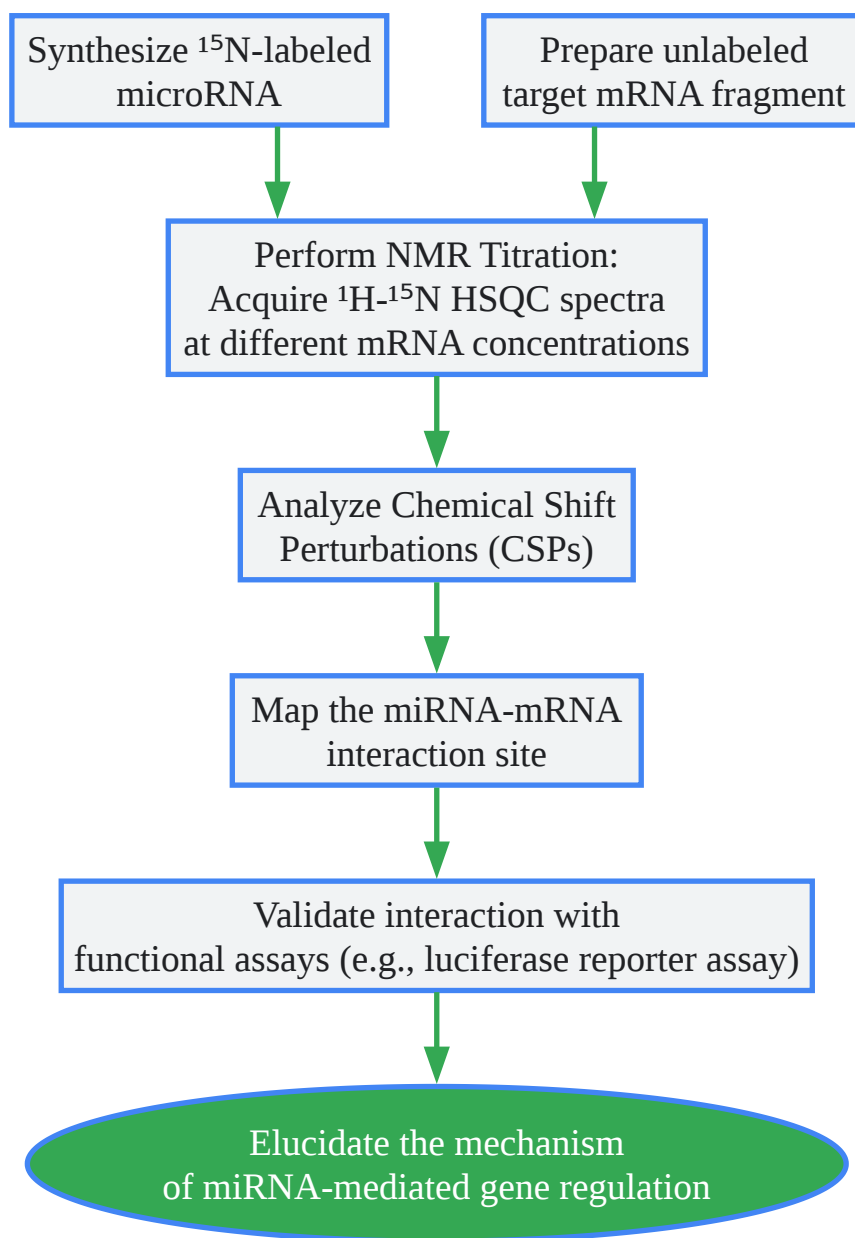 Synthesize ¹⁵N-labeled
microRNA
Prepare unlabeled
target mRNA fragment
Perform NMR Titration:
Acquire ¹H-¹⁵N HSQC spectra
at different mRNA concentrations
Analyze Chemical Shift
Perturbations (CSPs)
Map the miRNA-mRNA
interaction site
Validate interaction with
functional assays (e.g., luciferase reporter assay)
Elucidate the mechanism
of miRNA-mediated gene regulation